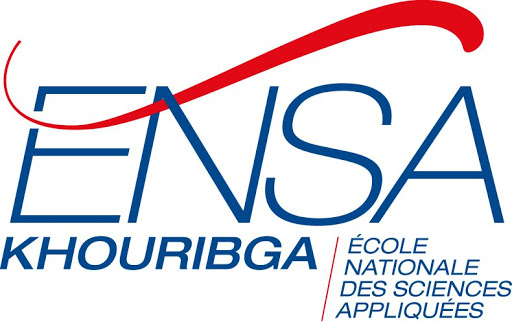 ENSA
KHOURIBGA
ÉCOLE
NATIONALE
DES SCIENCES
APPLIQUÉES